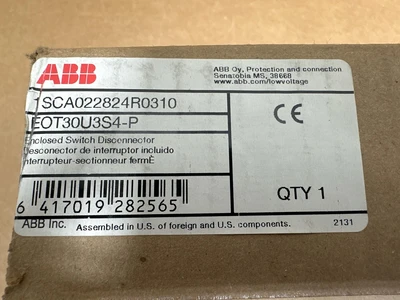 ABB
ABB Oy, Protection and connection
Senatobia MS, 38668
www.abb.com/lowvoltage
1SCA022824R0310
EOT30U3S4-P
Enclosed Switch Disconnector
Desconector de interruptor incluido
Interrupteur-sectionneur fermÈ
CE
6 417019 282565
QTY 1
ABB Inc. Assembled in U.S. of foreign and U.S. components. 2131